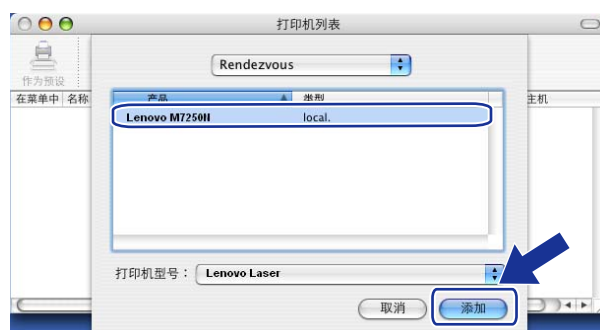 打印机列表
Rendezvous
作为预设
在菜单中 名称
主机
产品 类型
Lenovo M7250N local.
打印机型号： Lenovo Laser
取消 添加